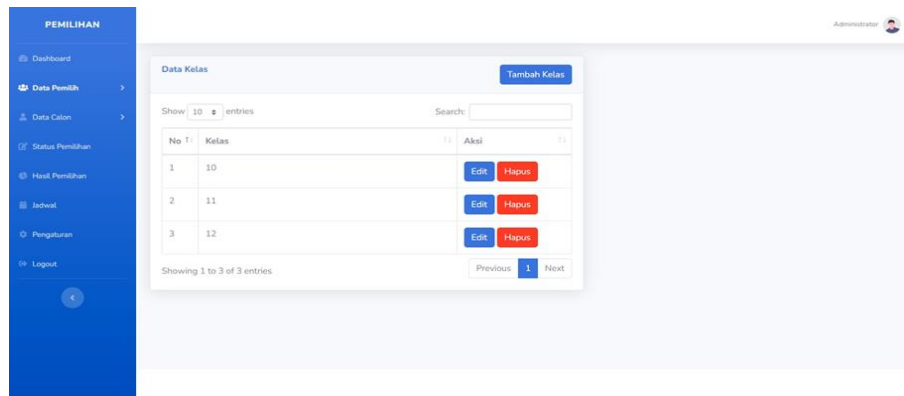 PEMILIHAN
Administrator
Dashboard
Data Pemilih
Data Calon
Status Pemilihan
Hasil Pemilihan
Jadwal
Pengaturan
Logout
Data Kelas
Tambah Kelas
Show 10 entries
Search:
No Kelas Aksi
1 10 Edit Hapus
2 11 Edit Hapus
3 12 Edit Hapus
Showing 1 to 3 of 3 entries
Previous 1 Next